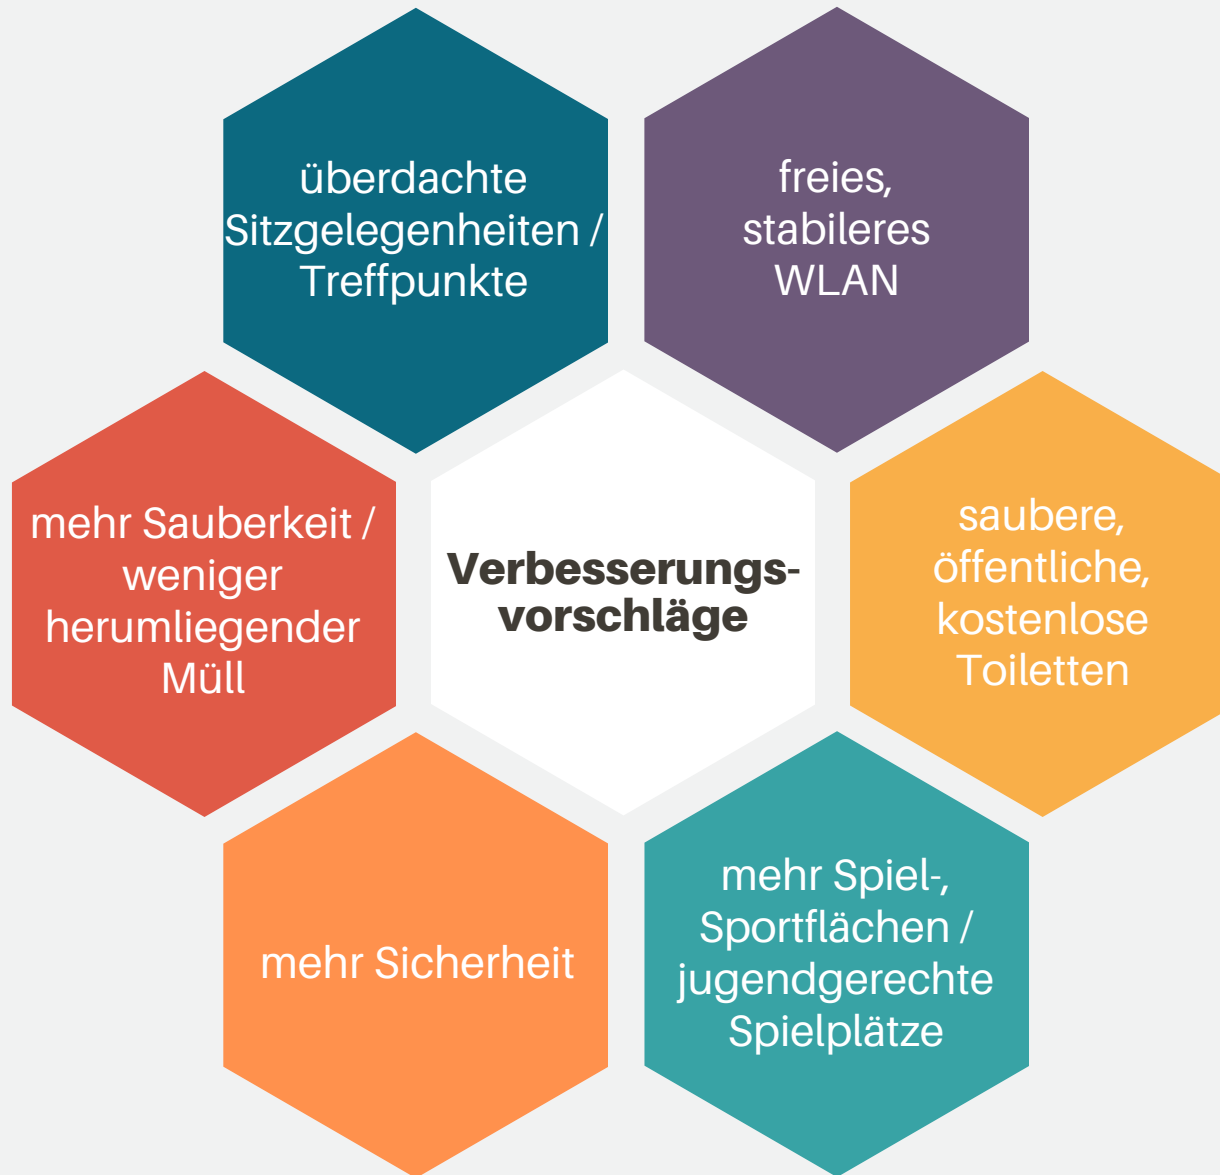 überdachte
Sitzgelegenheiten /
Treffpunkte
freies,
stabileres
WLAN
mehr Sauberkeit /
weniger
herumliegender
Müll
Verbesserungs-
vorschläge
saubere,
öffentliche,
kostenlose
Toiletten
mehr Sicherheit
mehr Spiel-,
Sportflächen /
jugendgerechte
Spielplätze